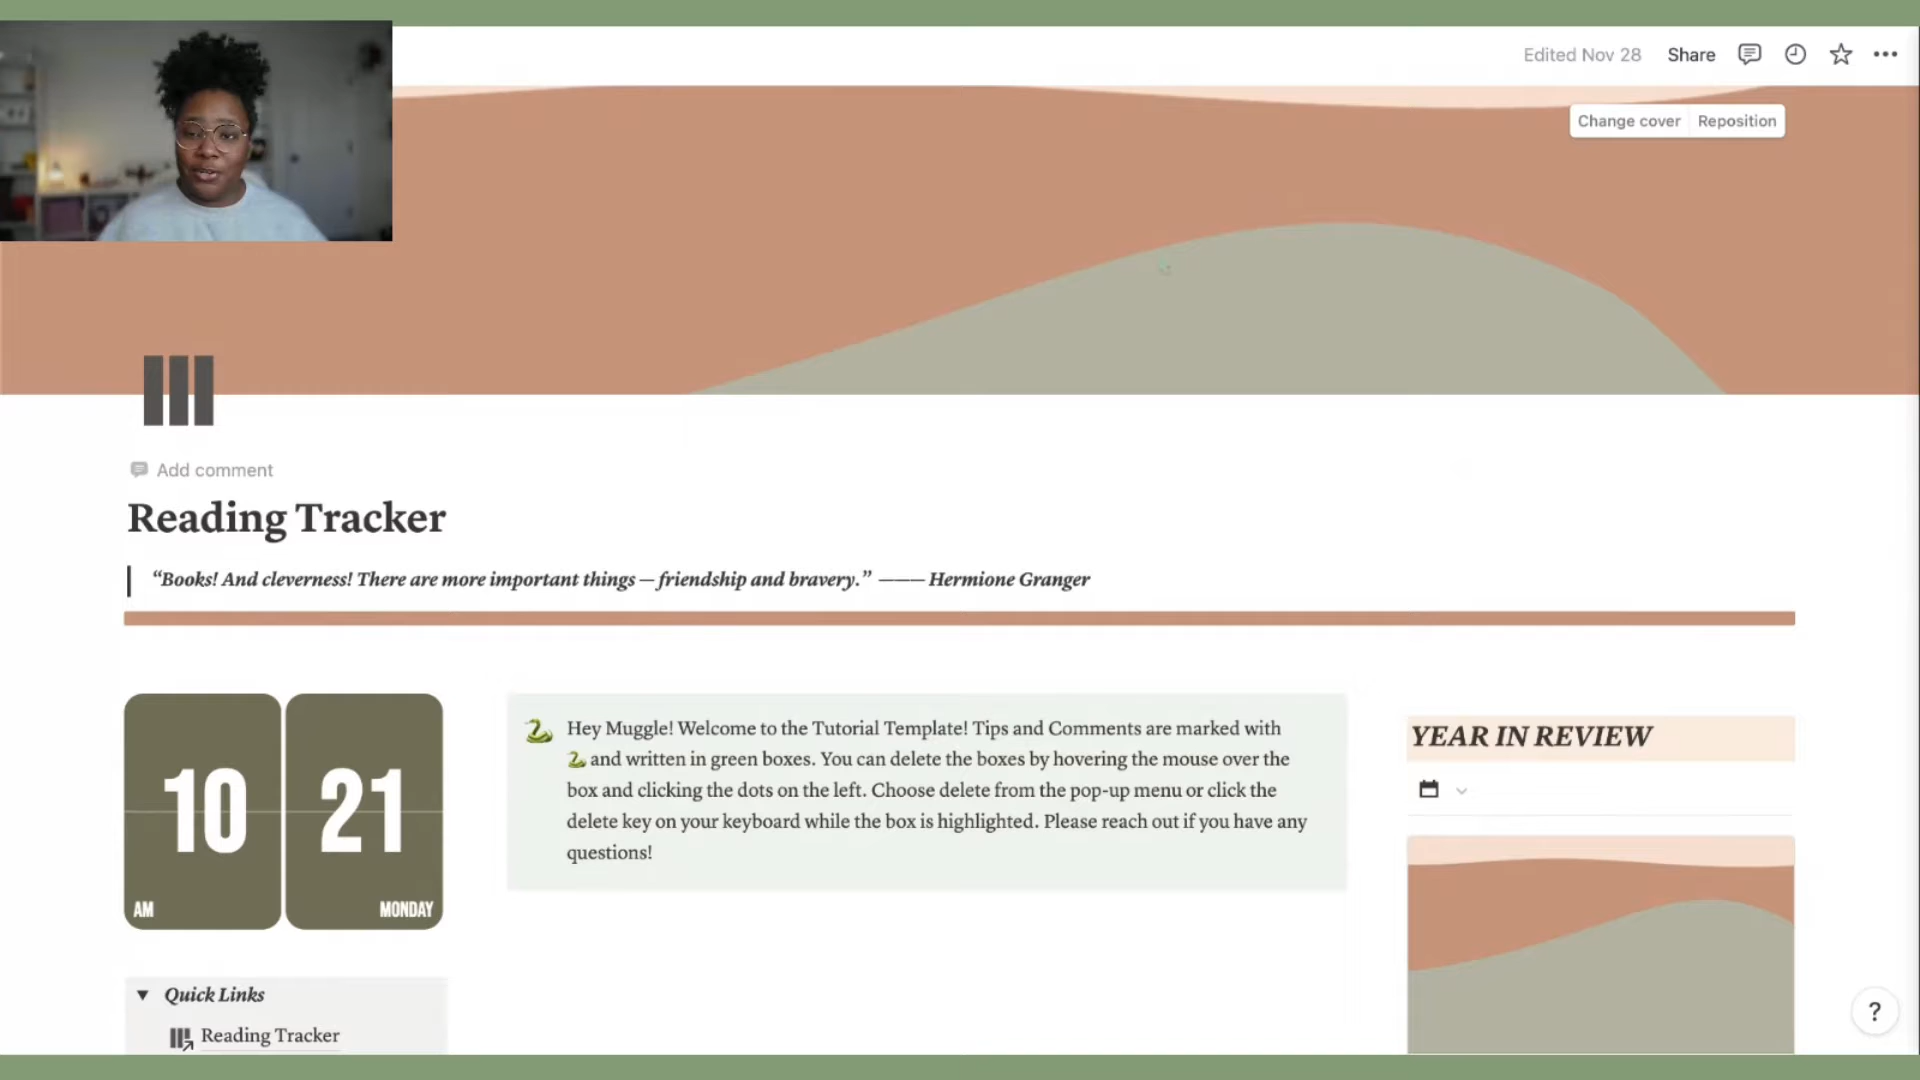 Edited Nov 28 Share
Change cover Reposition
Add comment
Reading Tracker
“Books! And cleverness! There are more important things — friendship and bravery.” ——— Hermione Granger
10 21
AM MONDAY
Hey Muggle! Welcome to the Tutorial Template! Tips and Comments are marked with
🐍 and written in green boxes. You can delete the boxes by hovering the mouse over the
box and clicking the dots on the left. Choose delete from the pop-up menu or click the
delete key on your keyboard while the box is highlighted. Please reach out if you have any
questions!
YEAR IN REVIEW
Quick Links
Reading Tracker
?